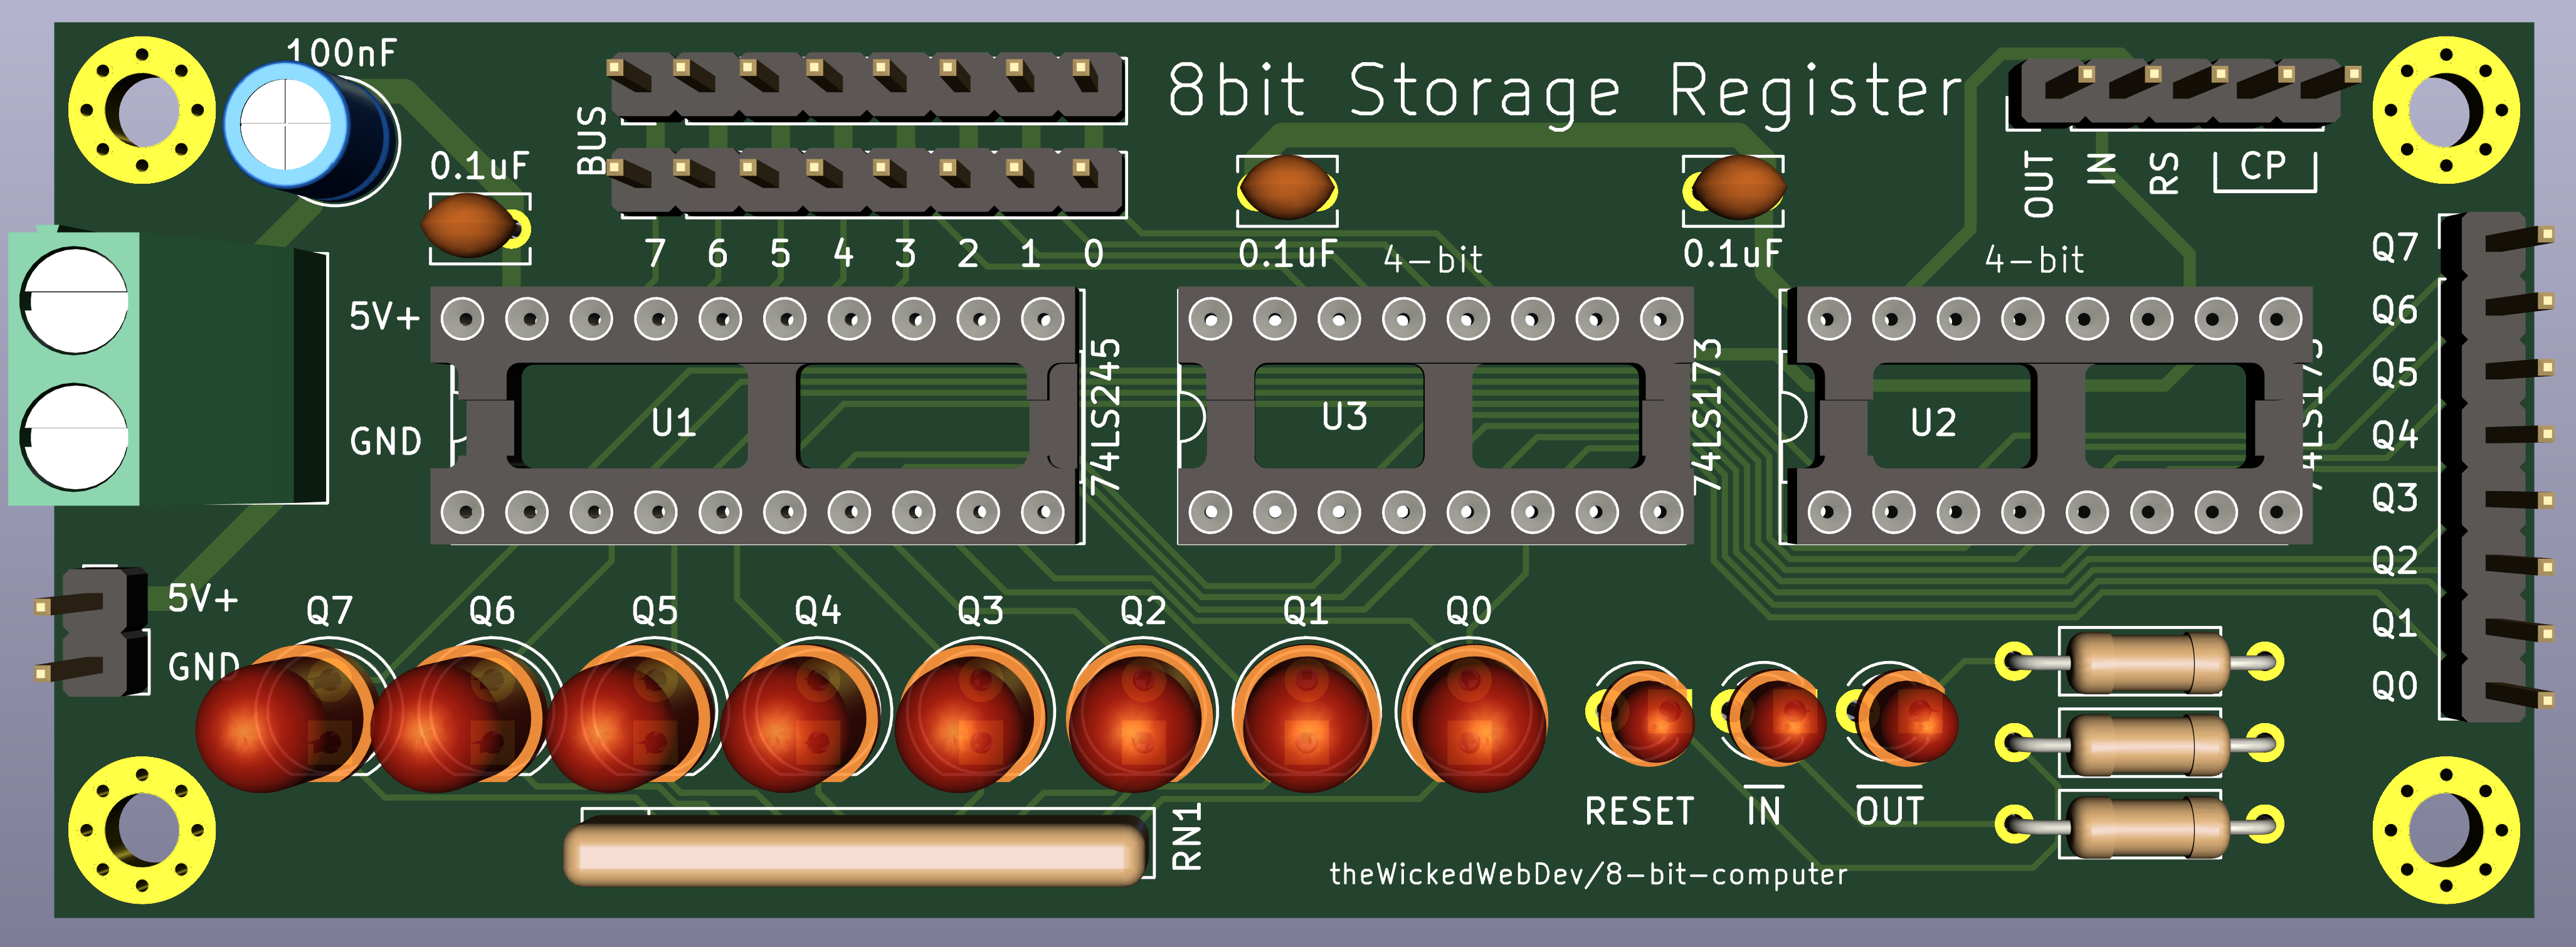 100nF
8bit Storage Register
BUS
0.1uF
OUT
IN
RS
CP
7 6 5 4 3 2 1 0
0.1uF
4-bit
0.1uF
4-bit
5V+
GND
U1
74LS245
U3
74LS173
U2
74LS173
Q7
Q6
Q5
Q4
Q3
Q2
Q1
Q0
5V+
GND
Q7 Q6 Q5 Q4 Q3 Q2 Q1 Q0
RESET
IN
OUT
RN1
theWickedWebDev/8-bit-computer